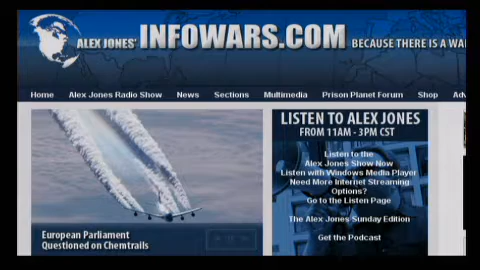 ALEX JONES' INFOWARS.COM BECAUSE THERE IS A WA
Home Alex Jones Radio Show News Sections Multimedia Prison Planet Forum Shop Ad
LISTEN TO ALEX JONES
FROM 11AM - 3PM CST
Listen to the
Alex Jones Show Now
Listen with Windows Media Player
Need More Internet Streaming
Options?
Go to the Listen Page
The Alex Jones Sunday Edition
Get the Podcast
European Parliament
Questioned on Chemtrails